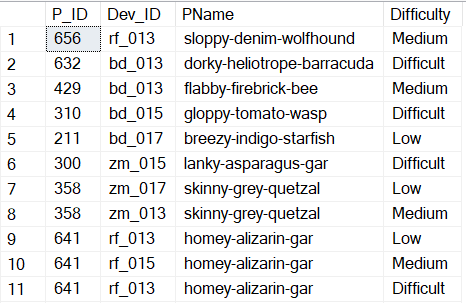 P_ID Dev_ID PName Difficulty
1 656 rf_013 sloppy-denim-wolfhound Medium
2 632 bd_013 dorky-heliotrope-barracuda Difficult
3 429 bd_013 flabby-firebrick-bee Medium
4 310 bd_015 gloppy-tomato-wasp Difficult
5 211 bd_017 breezy-indigo-starfish Low
6 300 zm_015 lanky-asparagus-gar Difficult
7 358 zm_017 skinny-grey-quetzal Low
8 358 zm_013 skinny-grey-quetzal Medium
9 641 rf_013 homey-alizarin-gar Low
10 641 rf_015 homey-alizarin-gar Medium
11 641 rf_013 homey-alizarin-gar Difficult